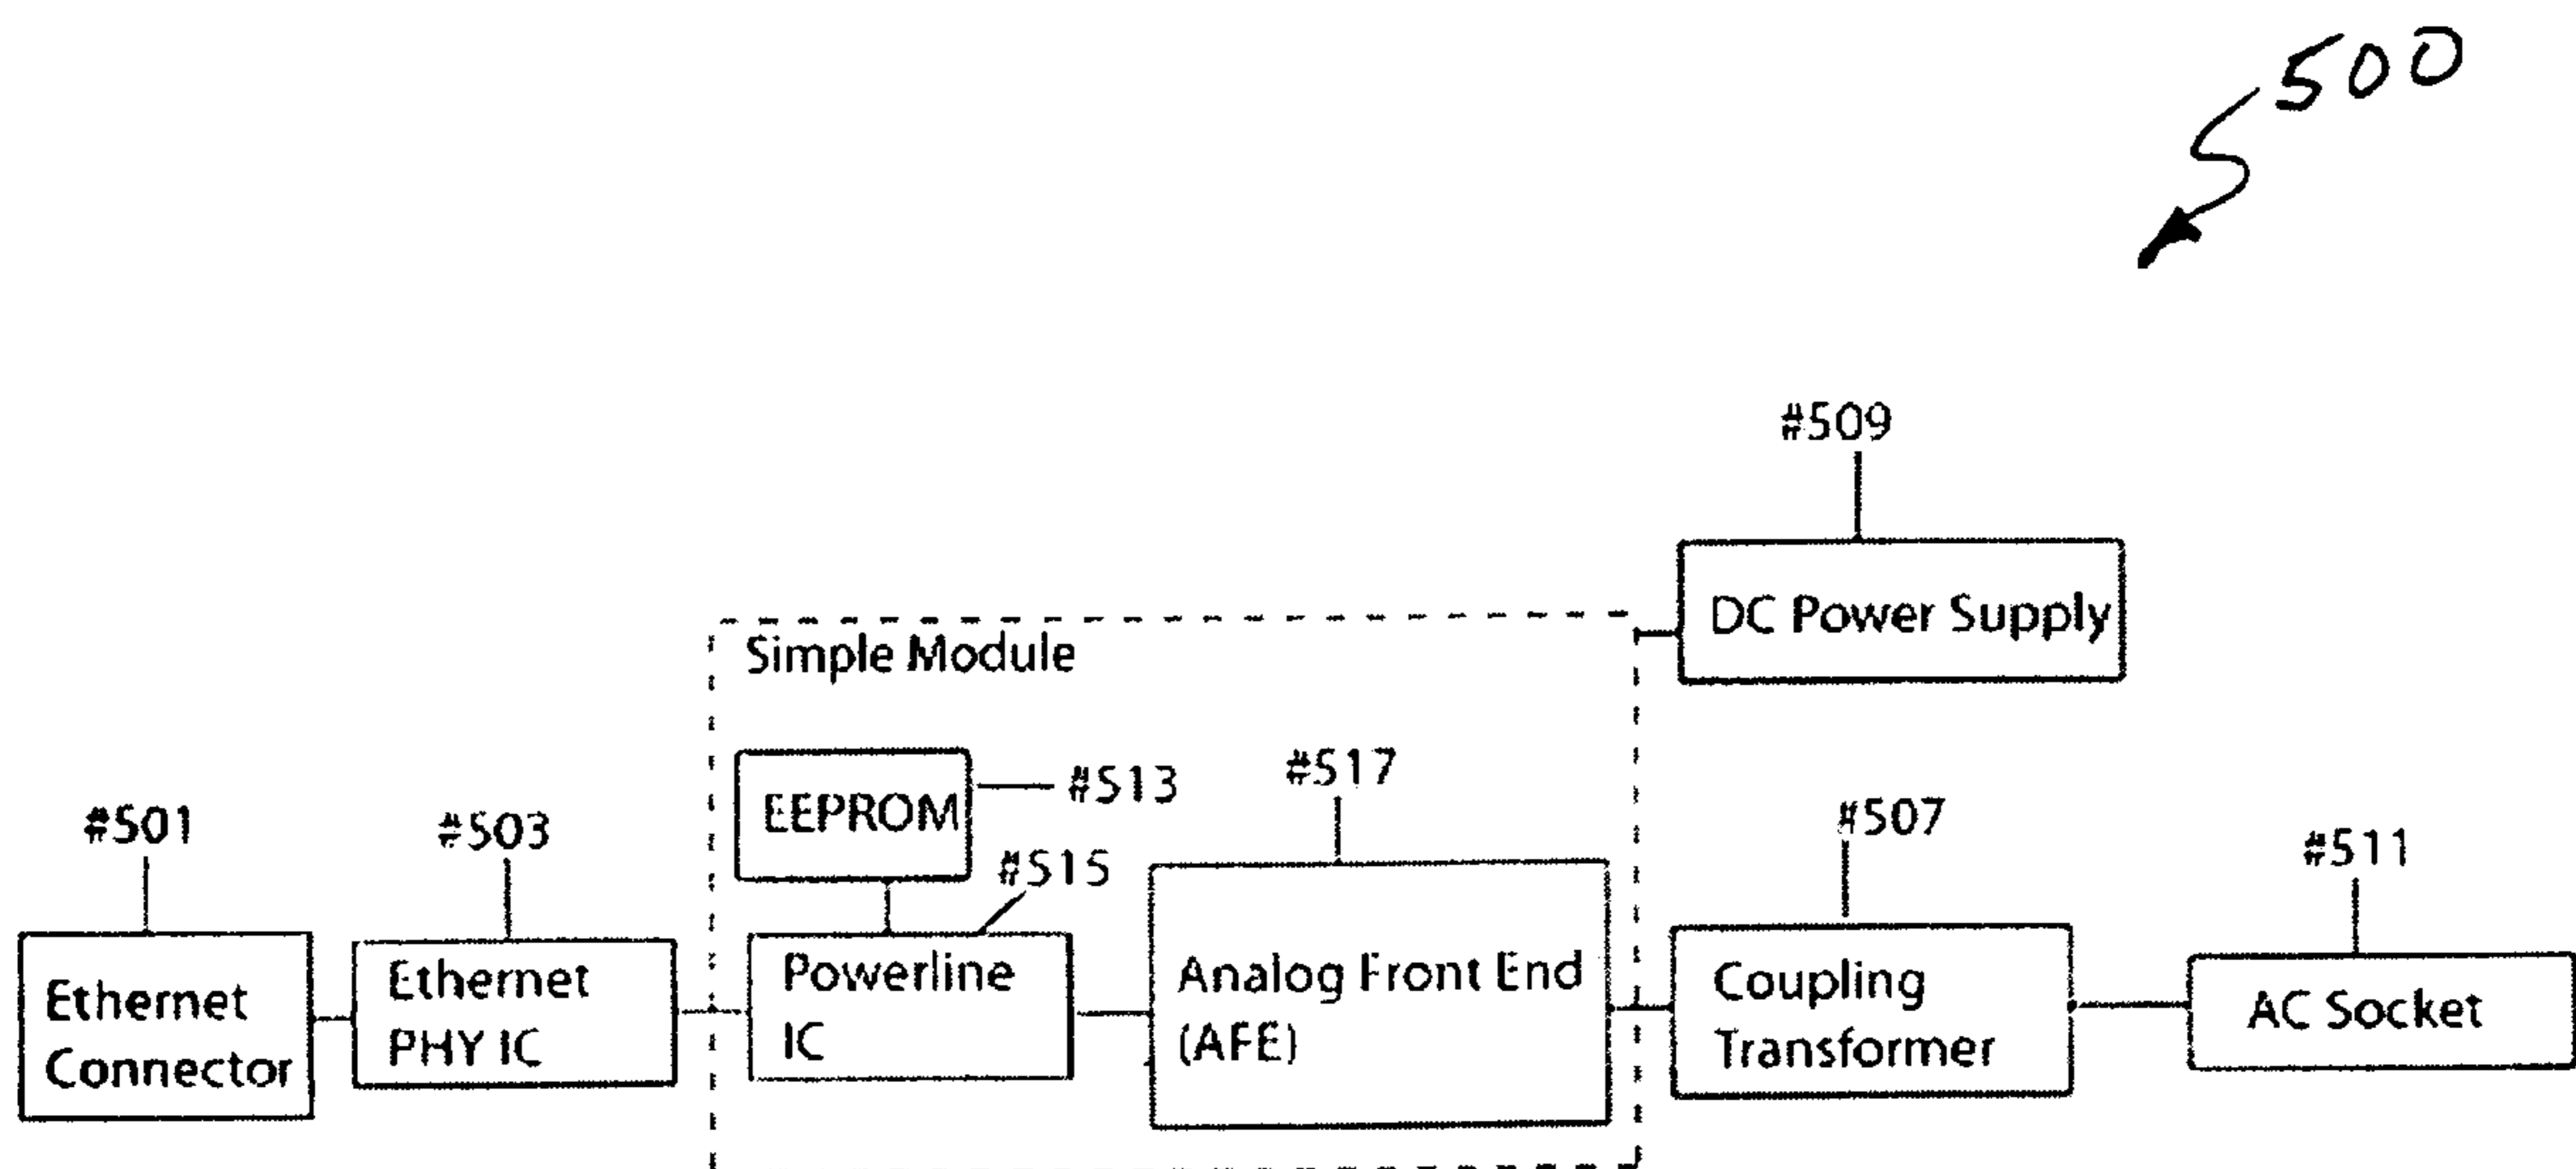 500
#509
DC Power Supply
Simple Module
#513
EEPROM
#517
#515
#501
#503
#507
#511
Ethernet
Connector
Ethernet
PHY IC
Powerline
IC
Analog Front End
(AFE)
Coupling
Transformer
AC Socket